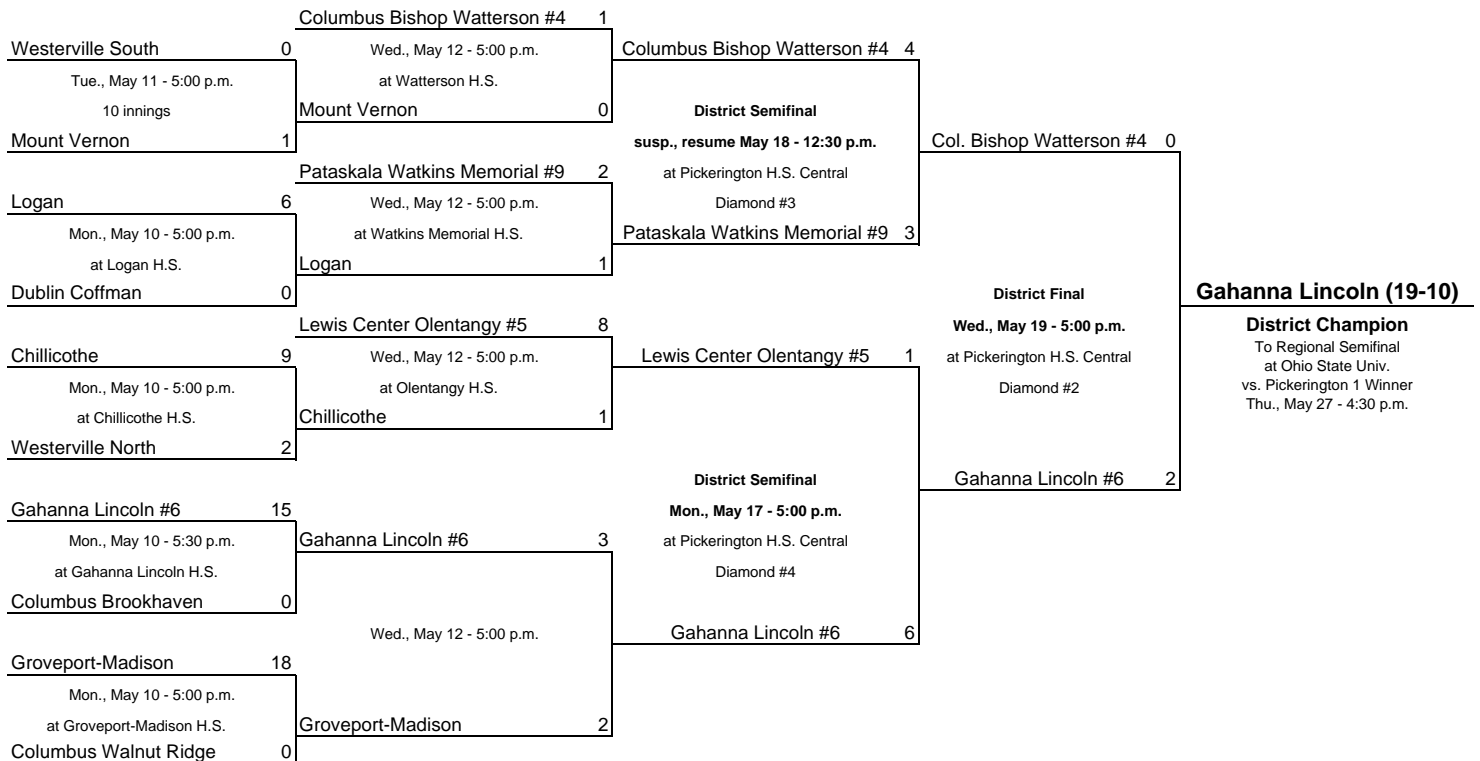 Westerville South 0
Tue., May 11 - 5:00 p.m.
10 innings
Mount Vernon 1
Logan 6
Mon., May 10 - 5:00 p.m.
at Logan H.S.
Dublin Coffman 0
Chillicothe 9
Mon., May 10 - 5:00 p.m.
at Chillicothe H.S.
Westerville North 2
Gahanna Lincoln #6 15
Mon., May 10 - 5:30 p.m.
at Gahanna Lincoln H.S.
Columbus Brookhaven 0
Groveport-Madison 18
Mon., May 10 - 5:00 p.m.
at Groveport-Madison H.S.
Columbus Walnut Ridge 0
Columbus Bishop Watterson #4 1
Wed., May 12 - 5:00 p.m.
at Watterson H.S.
Mount Vernon 0
Pataskala Watkins Memorial #9 2
Wed., May 12 - 5:00 p.m.
at Watkins Memorial H.S.
Logan 1
Lewis Center Olentangy #5 8
Wed., May 12 - 5:00 p.m.
at Olentangy H.S.
Chillicothe 1
Gahanna Lincoln #6 3
Wed., May 12 - 5:00 p.m.
Groveport-Madison 2
Columbus Bishop Watterson #4 4
District Semifinal
susp., resume May 18 - 12:30 p.m.
at Pickerington H.S. Central
Diamond #3
Pataskala Watkins Memorial #9 3
Lewis Center Olentangy #5 1
District Semifinal
Mon., May 17 - 5:00 p.m.
at Pickerington H.S. Central
Diamond #4
Gahanna Lincoln #6 6
Col. Bishop Watterson #4 0
District Final
Wed., May 19 - 5:00 p.m.
at Pickerington H.S. Central
Diamond #2
Gahanna Lincoln #6 2
Gahanna Lincoln (19-10)
District Champion
To Regional Semifinal
at Ohio State Univ.
vs. Pickerington 1 Winner
Thu., May 27 - 4:30 p.m.